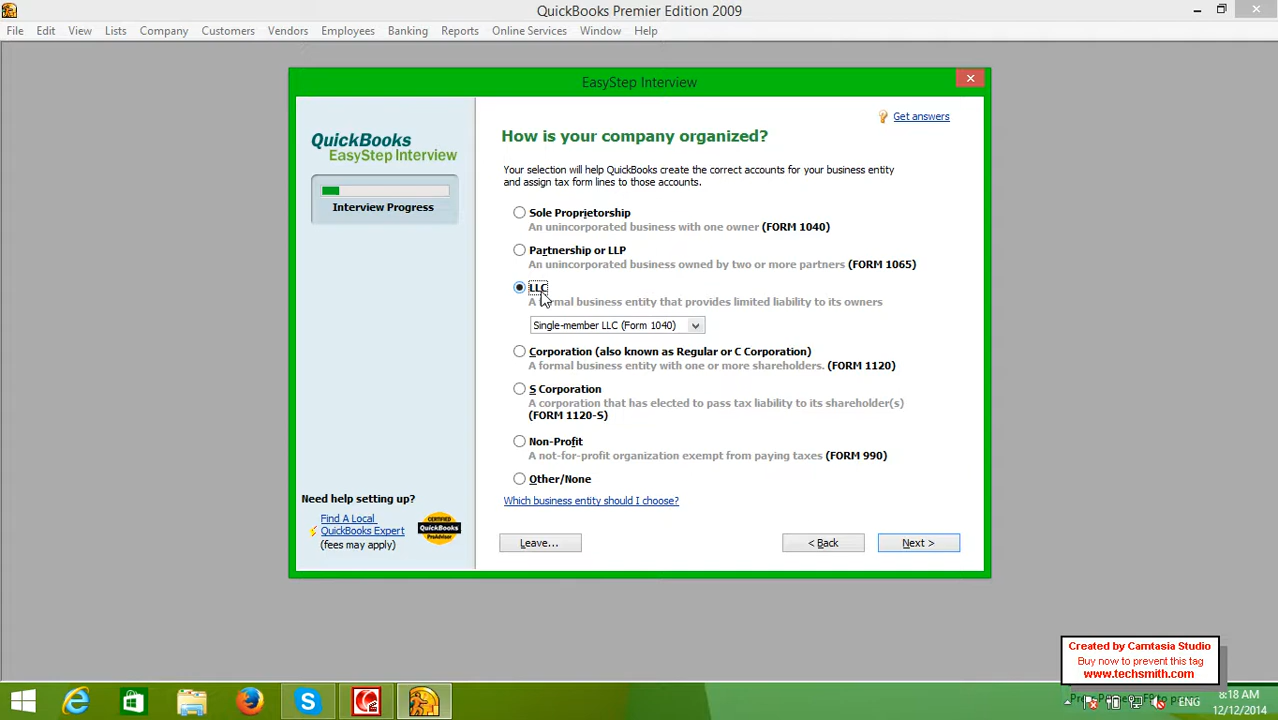 QuickBooks Premier Edition 2009
File Edit View Lists Company Customers Vendors Employees Banking Reports Online Services Window Help
EasyStep Interview
Get answers
QuickBooks
EasyStep Interview
Interview Progress
How is your company organized?
Your selection will help QuickBooks create the correct accounts for your business entity
and assign tax form lines to those accounts.
Sole Proprietorship
An unincorporated business with one owner (FORM 1040)
Partnership or LLP
An unincorporated business owned by two or more partners (FORM 1065)
LLC
A formal business entity that provides limited liability to its owners
Single-member LLC (Form 1040)
Corporation (also known as Regular or C Corporation)
A formal business entity with one or more shareholders. (FORM 1120)
S Corporation
A corporation that has elected to pass tax liability to its shareholder(s)
(FORM 1120-S)
Non-Profit
A not-for-profit organization exempt from paying taxes (FORM 990)
Other/None
Which business entity should I choose?
Need help setting up?
Find A Local
QuickBooks Expert
(fees may apply)
CERTIFIED
QuickBooks
ProAdvisor
Leave...
< Back
Next >
Created by Camtasia Studio
Buy now to prevent this tag
www.techsmith.com
ENG
8:18 AM
12/12/2014